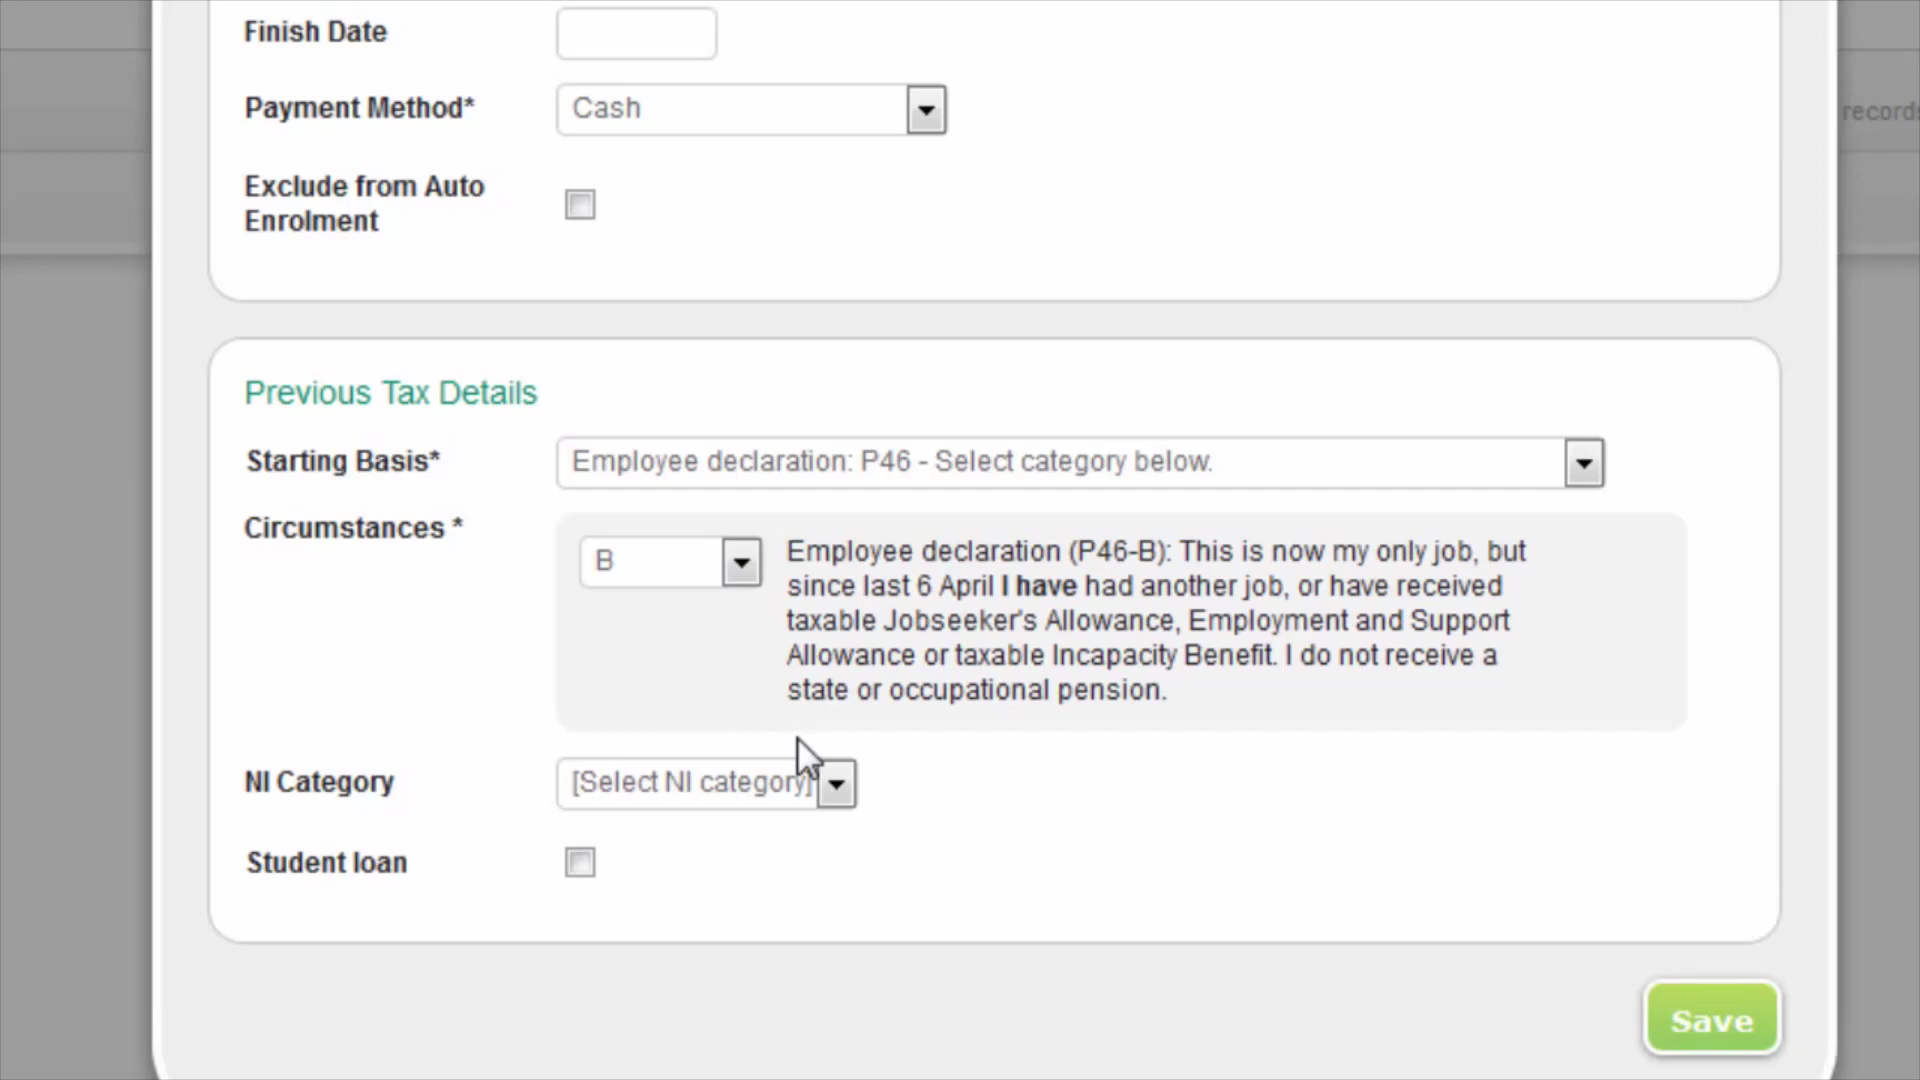 Finish Date
Payment Method*
Cash
records
Exclude from Auto
Enrolment
Previous Tax Details
Starting Basis*
Employee declaration: P46 - Select category below.
Circumstances *
B
Employee declaration (P46-B): This is now my only job, but
since last 6 April I have had another job, or have received
taxable Jobseeker's Allowance, Employment and Support
Allowance or taxable Incapacity Benefit. I do not receive a
state or occupational pension.
NI Category
[Select NI category]
Student loan
Save